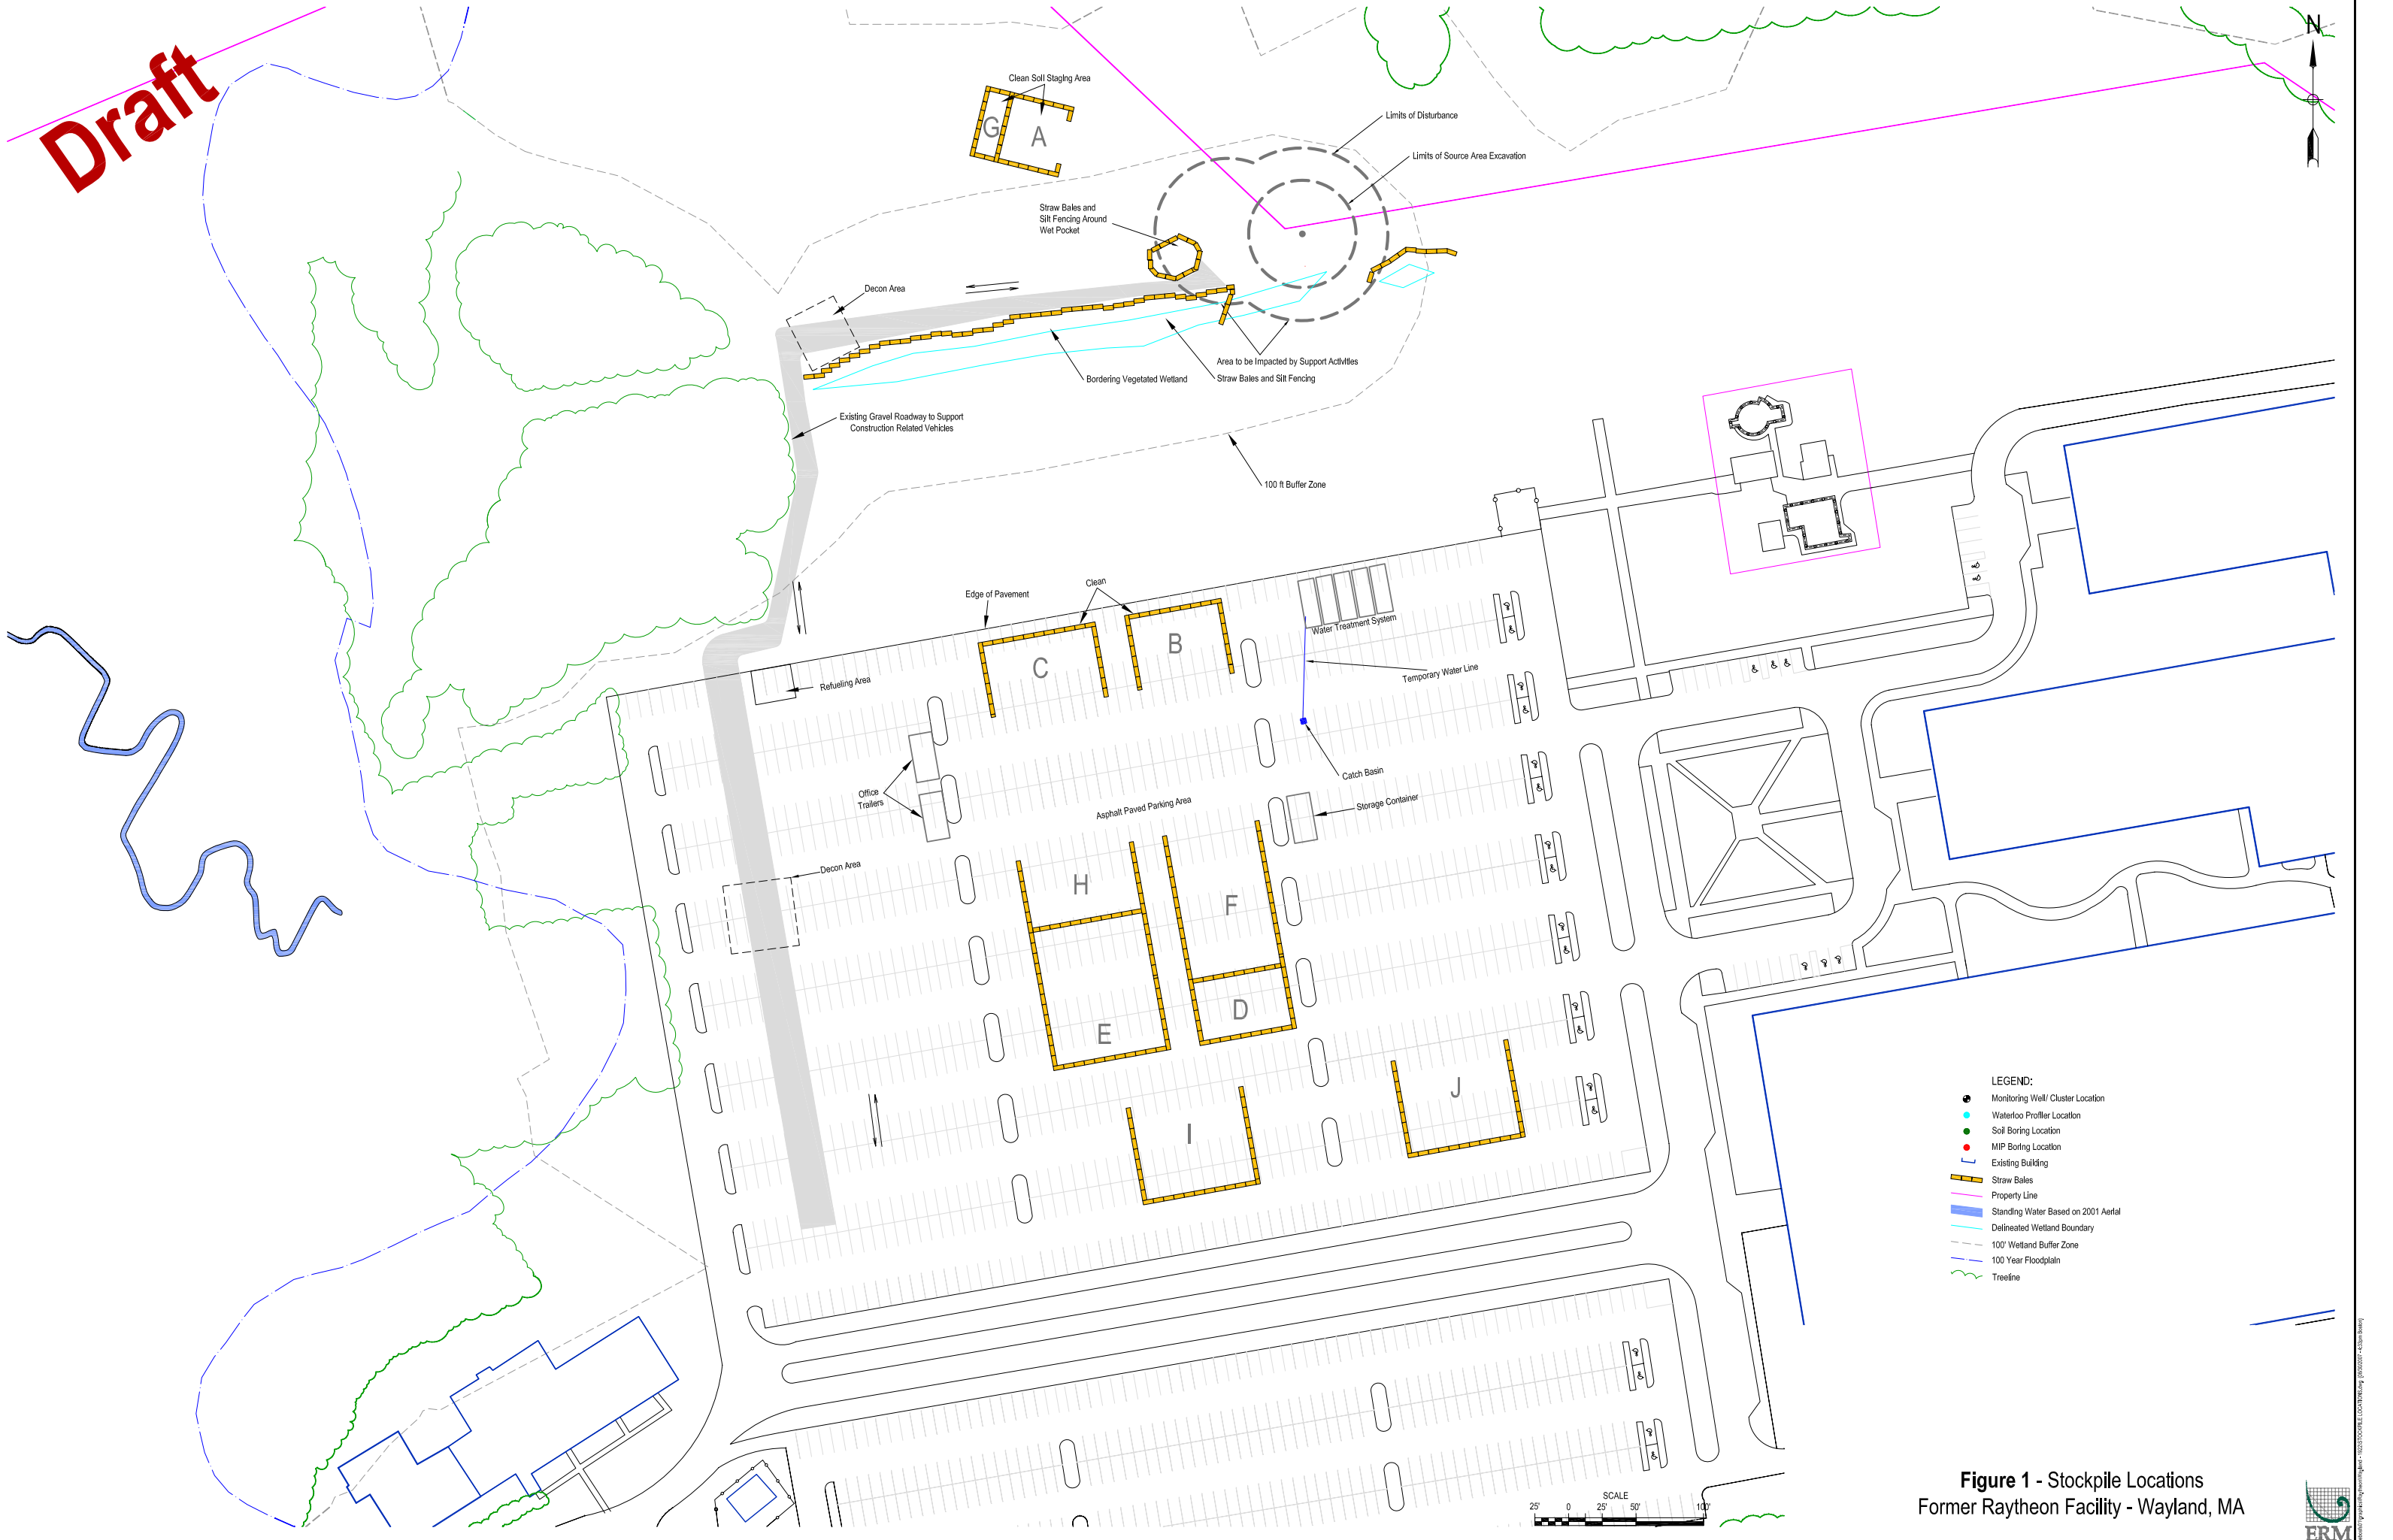 Draft
N
Clean Soil Staging Area
G
A
Limits of Disturbance
Limits of Source Area Excavation
Straw Bales and
Silt Fencing Around
Wet Pocket
Decon Area
Area to be Impacted by Support Activities
Bordering Vegetated Wetland
Straw Bales and Silt Fencing
Existing Gravel Roadway to Support
Construction Related Vehicles
100 ft Buffer Zone
Edge of Pavement
Clean
Water Treatment System
B
C
Temporary Water Line
Refueling Area
Catch Basin
Office
Trailers
Storage Container
Asphalt Paved Parking Area
Decon Area
H
F
D
E
J
I
LEGEND:
Monitoring Well/ Cluster Location
Waterloo Profiler Location
Soil Boring Location
MIP Boring Location
Existing Building
Straw Bales
Property Line
Standing Water Based on 2001 Aerial
Delineated Wetland Boundary
100' Wetland Buffer Zone
100 Year Floodplain
Treeline
Figure 1 - Stockpile Locations
Former Raytheon Facility - Wayland, MA
SCALE
25' 0 25' 50' 100'
ERM